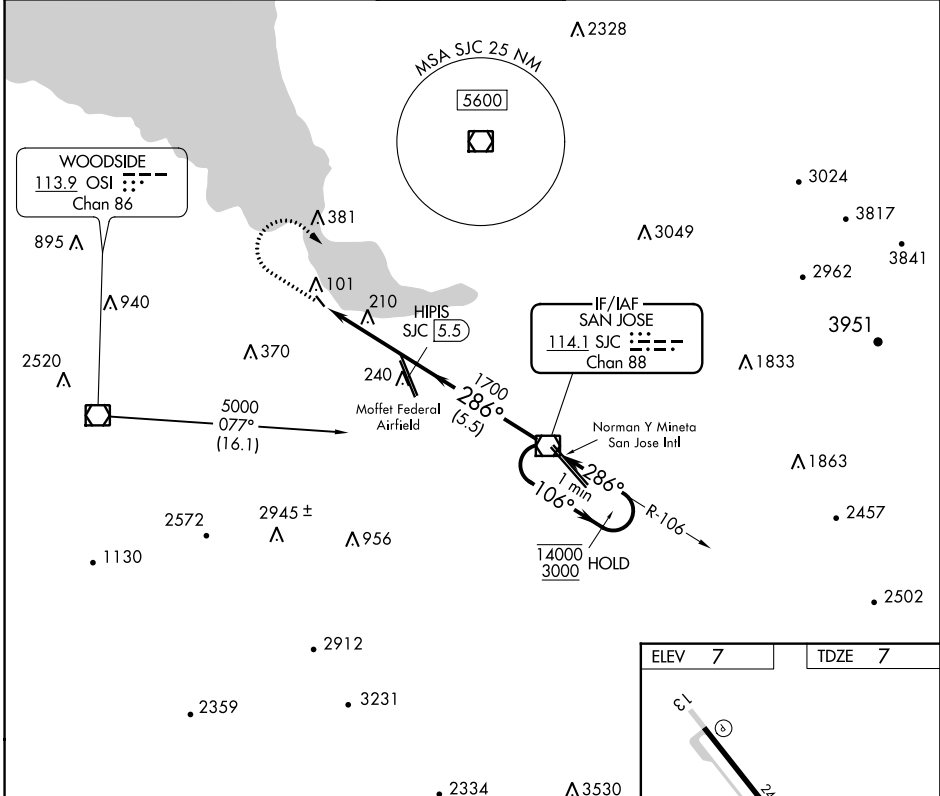 2328
MSA SJC 25 NM
5600
WOODSIDE
113.9 OSI
Chan 86
895
381
3024
3817
3049
3841
2962
101
940
210
HIPIS
SJC 5.5
IF/IAF
SAN JOSE
114.1 SJC
Chan 88
3951
370
1833
2520
240
1700
286°
(5.5)
Moffet Federal
Airfield
5000
077°
(16.1)
Norman Y Mineta
San Jose Intl
286°
1 min
106°
R-106
1863
2457
2572
2945 ±
956
1130
14000
3000
HOLD
2502
2912
ELEV 7
TDZE 7
2359
3231
13
P
24
2334
3530